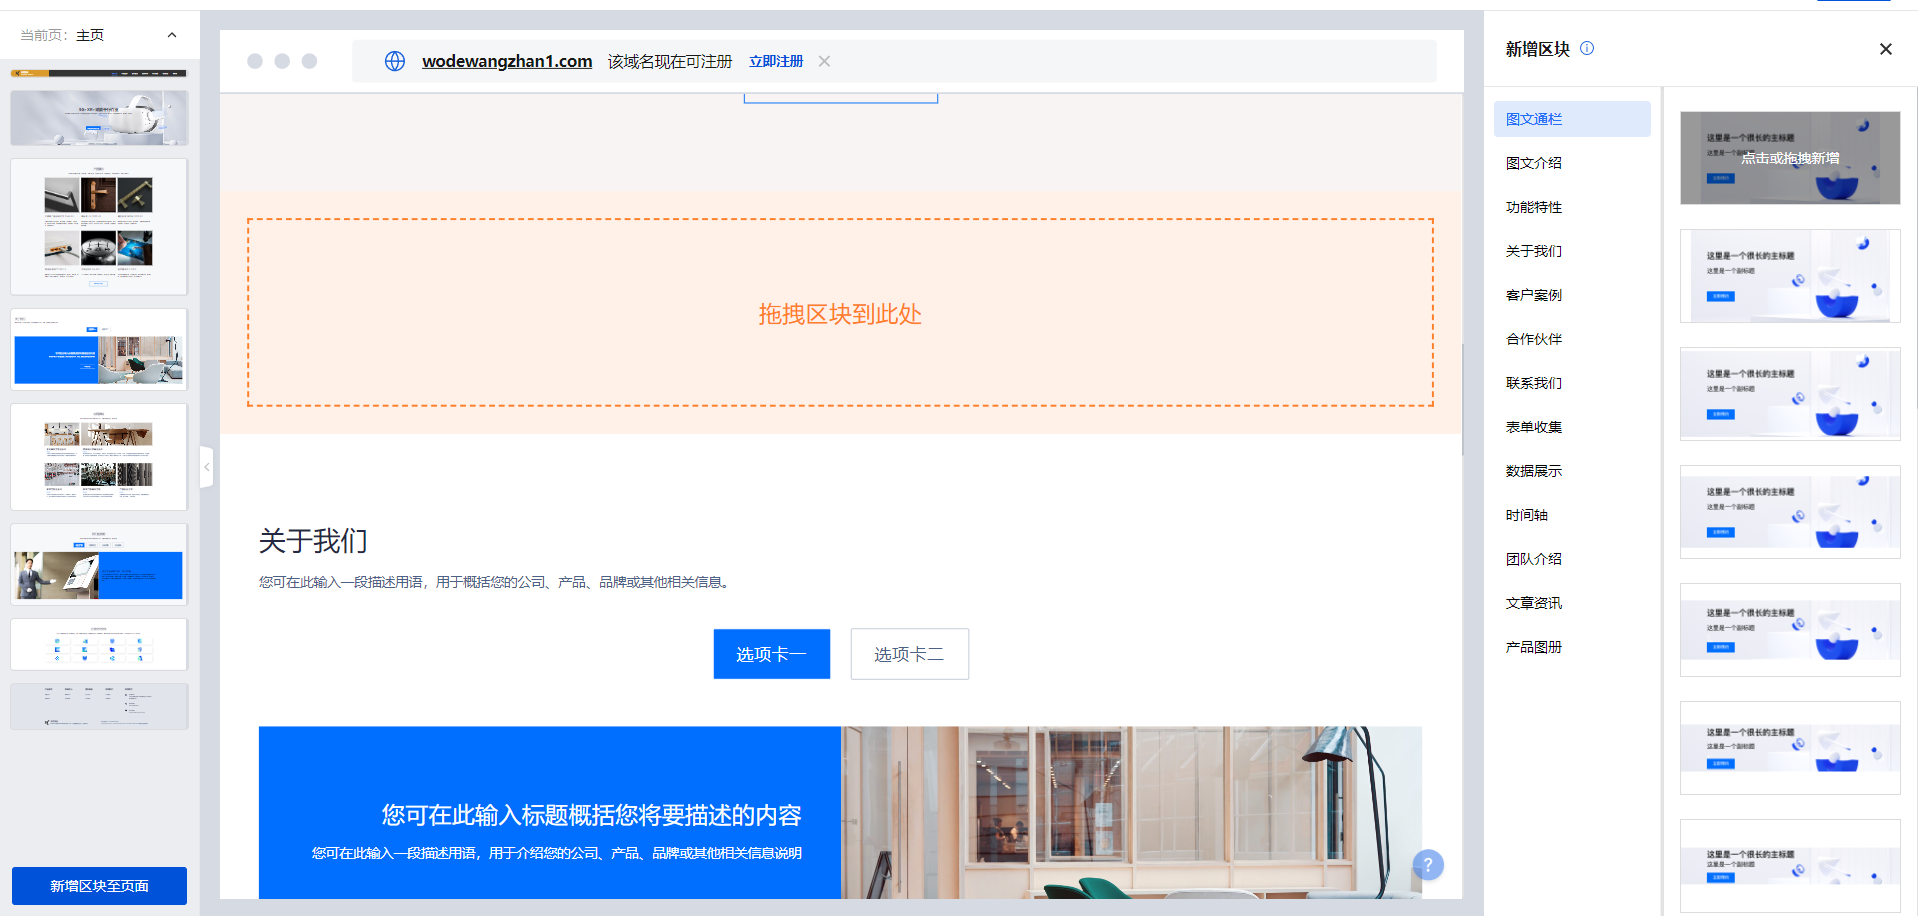 当前页： 主页
新增区块至页面
wodewangzhan1.com 该域名现在可注册 立即注册
拖拽区块到此处
关于我们
您可在此输入一段描述用语，用于概括您的公司、产品、品牌或其他相关信息。
选项卡一 选项卡二
您可在此输入标题概括您将要描述的内容
您可在此输入一段描述用语，用于介绍您的公司、产品、品牌或其他相关信息说明
?
新增区块
图文通栏
图文介绍
功能特性
关于我们
客户案例
合作伙伴
联系我们
表单收集
数据展示
时间轴
团队介绍
文章资讯
产品图册
这里是一个很长的主标题
点击或拖拽新增
这里是一个很长的主标题
这里是一个副标题
这里是一个很长的主标题
这里是一个副标题
这里是一个很长的主标题
这里是一个副标题
这里是一个很长的主标题
这里是一个副标题
这里是一个很长的主标题
这里是一个副标题
这里是一个很长的主标题
这里是一个副标题